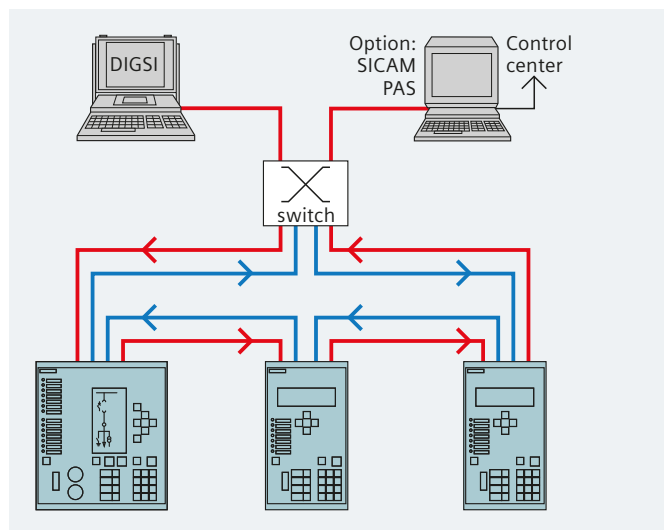 DIGSI
Option:
SICAM
PAS
Control
center
switch